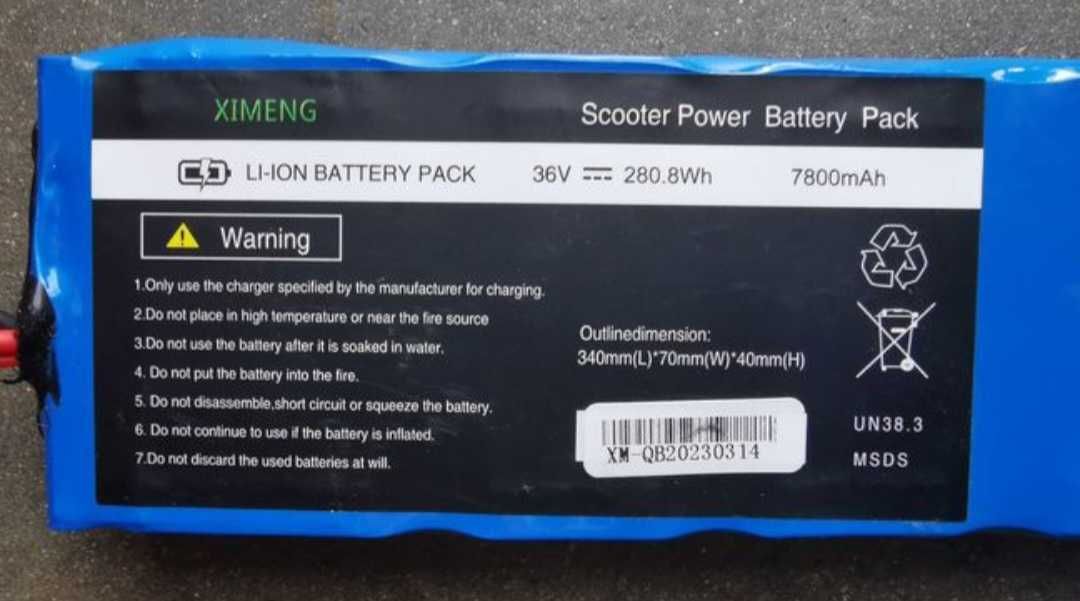 XIMENG
Scooter Power Battery Pack
LI-ION BATTERY PACK 36V 280.8Wh 7800mAh
Warning
1.Only use the charger specified by the manufacturer for charging.
2.Do not place in high temperature or near the fire source
3.Do not use the battery after it is soaked in water.
4. Do not put the battery into the fire.
5. Do not disassemble,short circuit or squeeze the battery.
6. Do not continue to use if the battery is inflated.
7.Do not discard the used batteries at will.
Outlinedimension:
340mm(L)*70mm(W)*40mm(H)
XM-QB20230314
UN38.3
MSDS